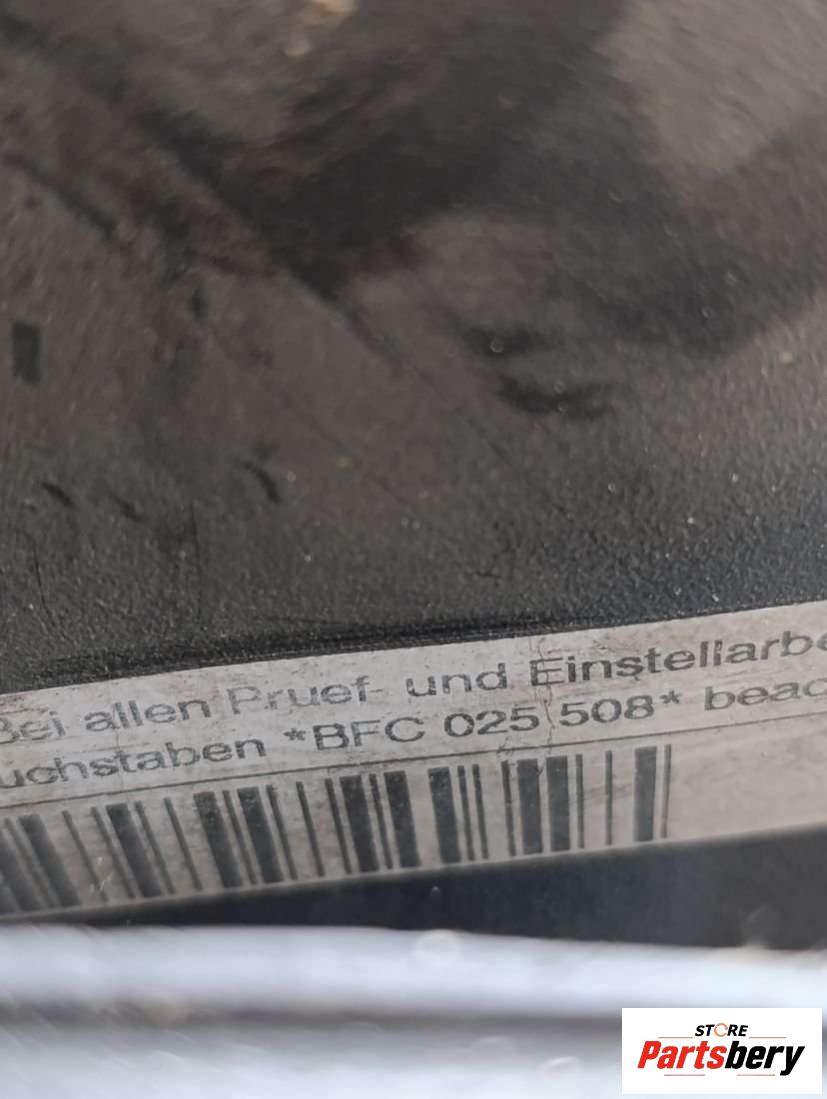 Bei allen Pruef- und Einstellarbe
uchstaben *BFC 025 508* beac
STORE
Partsbery